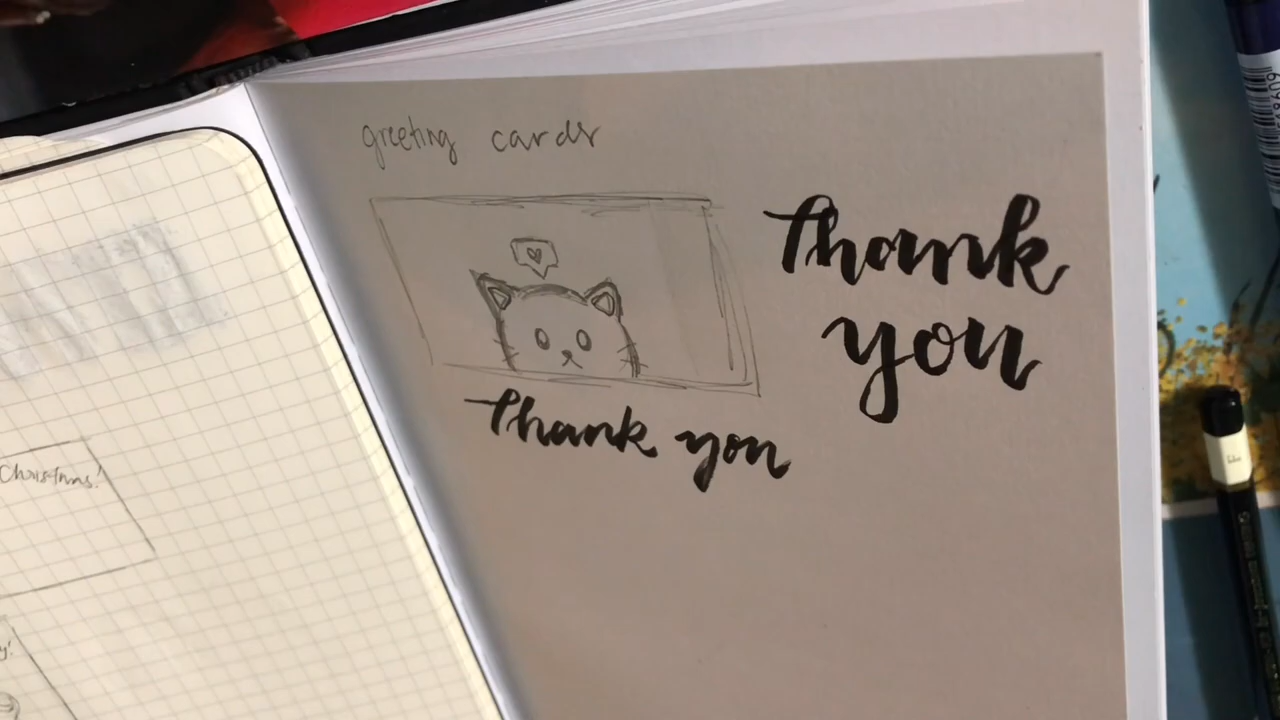 greeting cards
Thank
you
Thank you
Christmas!